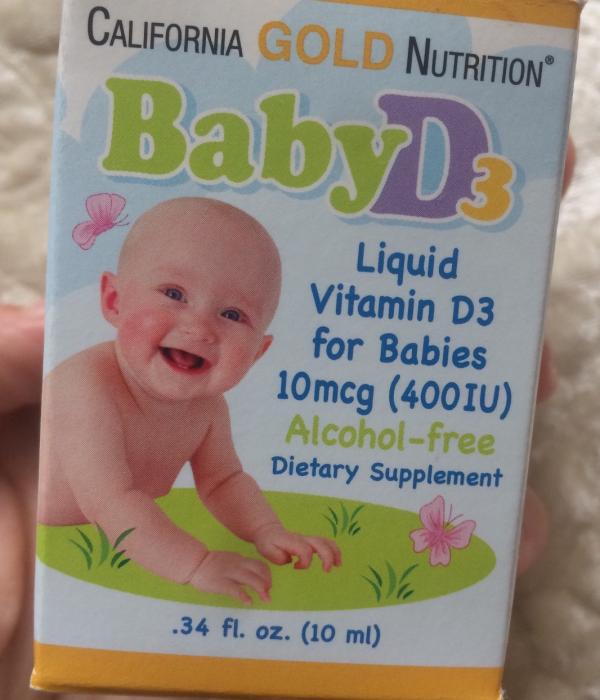 CALIFORNIA GOLD NUTRITION®
BabyD3
Liquid
Vitamin D3
for Babies
10mcg (400IU)
Alcohol-free
Dietary Supplement
.34 fl. oz. (10 ml)